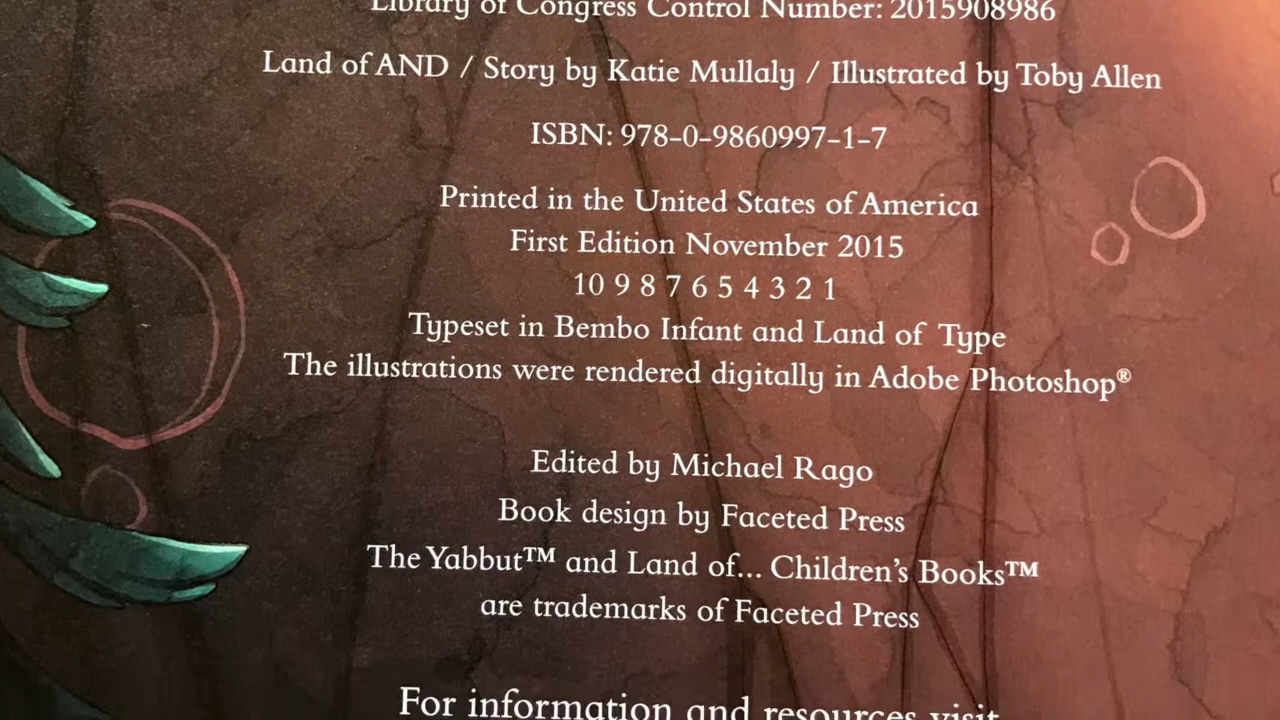 Library of Congress Control Number: 2015908986
Land of AND / Story by Katie Mullaly / Illustrated by Toby Allen
ISBN: 978-0-9860997-1-7
Printed in the United States of America
First Edition November 2015
10 9 8 7 6 5 4 3 2 1
Typeset in Bembo Infant and Land of Type
The illustrations were rendered digitally in Adobe Photoshop®
Edited by Michael Rago
Book design by Faceted Press
The Yabbut™ and Land of... Children's Books™
are trademarks of Faceted Press
For information and resources visit